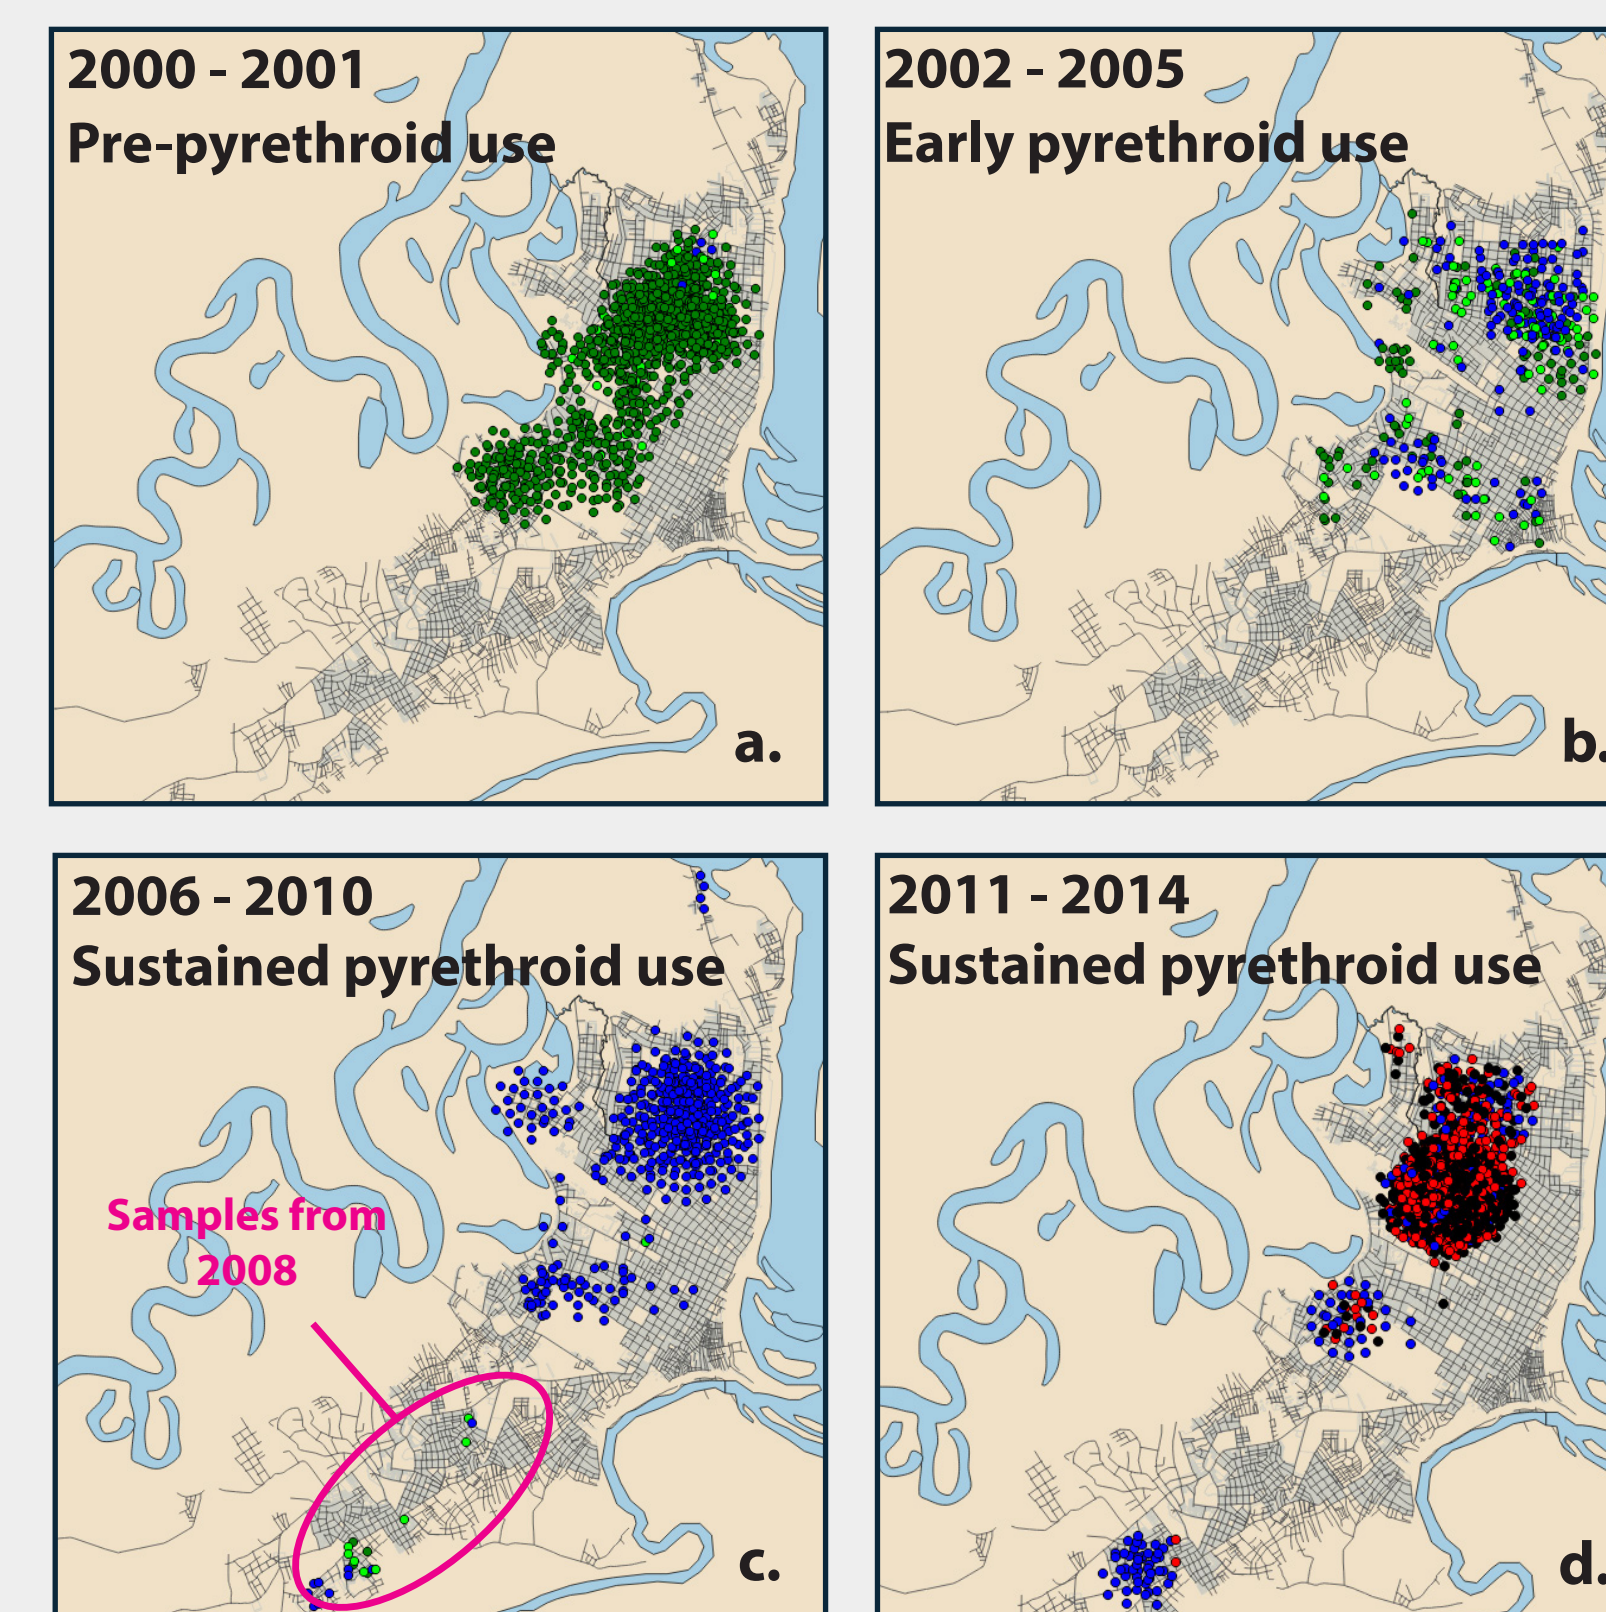 2000 - 2001
Pre-pyrethroid use
a.
2002 - 2005
Early pyrethroid use
b.
2006 - 2010
Sustained pyrethroid use
Samples from
2008
c.
2011 - 2014
Sustained pyrethroid use
d.